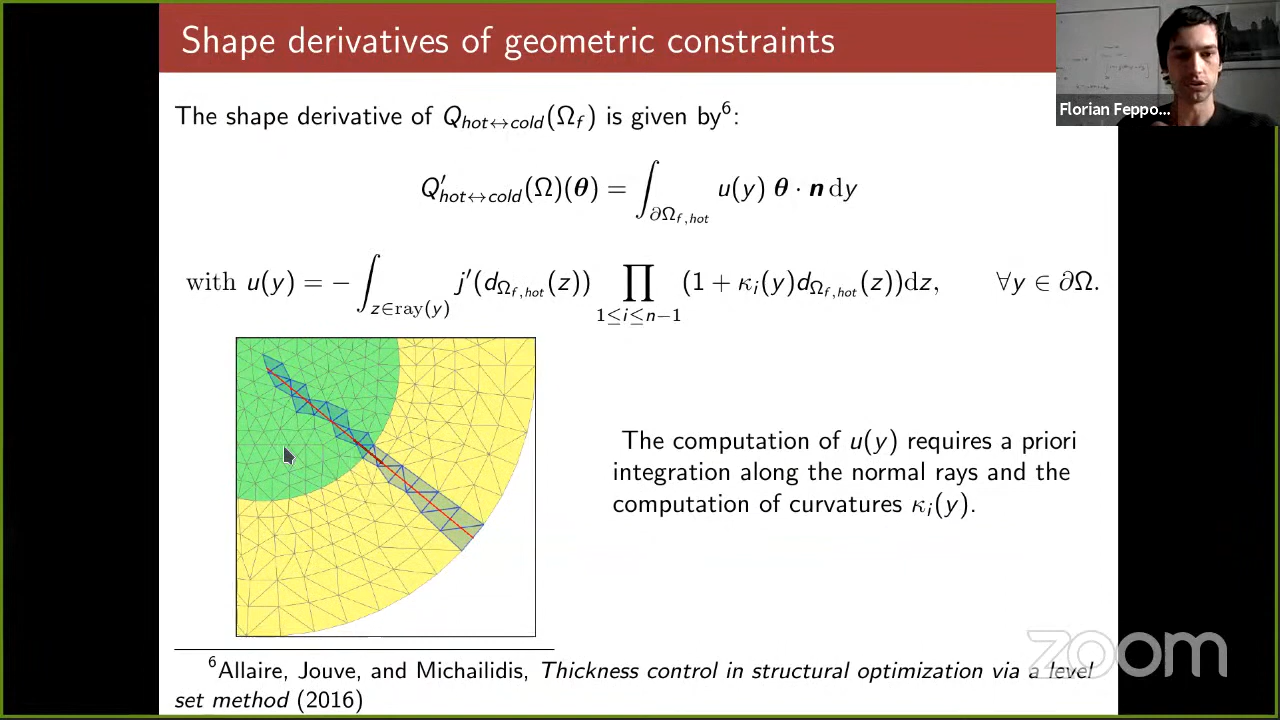 Shape derivatives of geometric constraints
Florian Feppo...
The shape derivative of Q_{hot↔cold}(Ω_f) is given by⁶:
Q′_{hot↔cold}(Ω)(θ) = ∫_{∂Ω_{f,hot}} u(y) θ · n dy
with u(y) = − ∫_{z∈ray(y)} j′(d_{Ω_{f,hot}}(z)) ∏_{1≤i≤n−1} (1 + κ_i(y)d_{Ω_{f,hot}}(z))dz, ∀y ∈ ∂Ω.
The computation of u(y) requires a priori
integration along the normal rays and the
computation of curvatures κ_i(y).
⁶Allaire, Jouve, and Michailidis, Thickness control in structural optimization via a level
set method (2016)
zoom